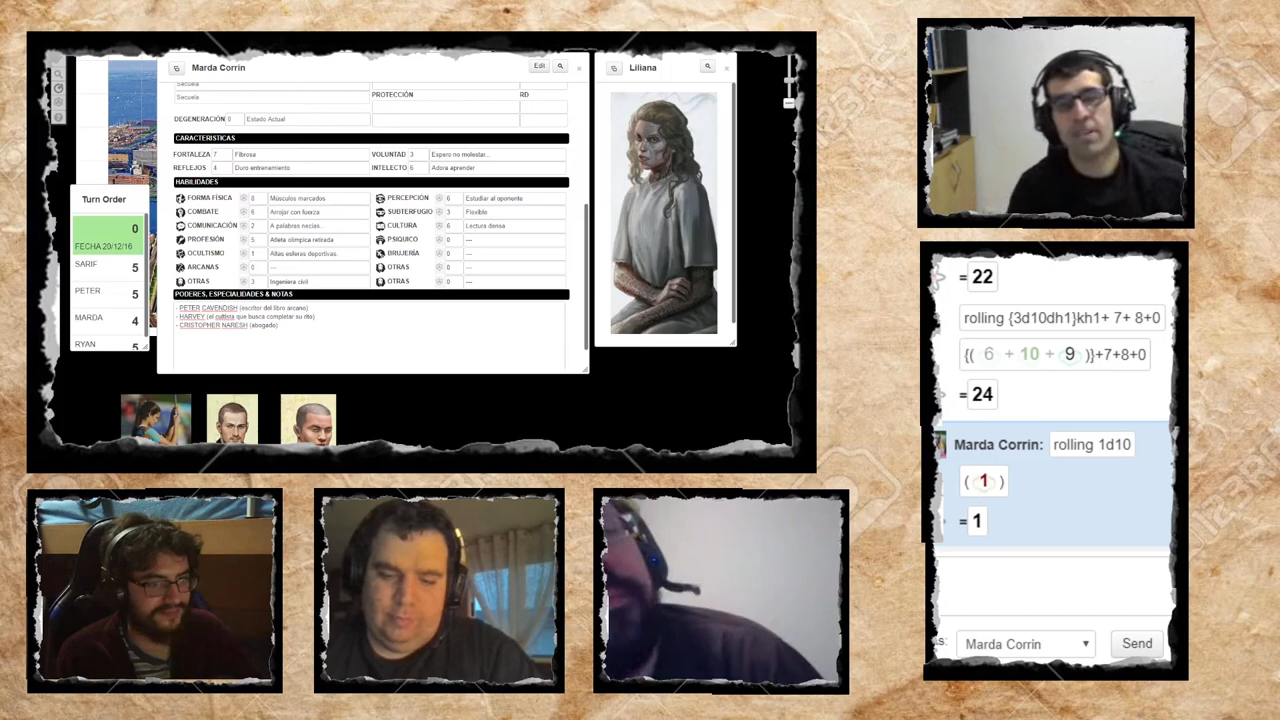 Marda Corrin
Edit
Liliana
Secuela
Secuela
PROTECCIÓN RD
DEGENERACIÓN 0 Estado Actual
CARACTERISTICAS
FORTALEZA 7 Fibrosa VOLUNTAD 3 Espero no molestar...
REFLEJOS 4 Duro entrenamiento INTELECTO 6 Adora aprender
HABILIDADES
FORMA FÍSICA 8 Músculos marcados PERCEPCIÓN 6 Estudiar al oponente
COMBATE 6 Arrojar con fuerza SUBTERFUGIO 3 Flexible
COMUNICACIÓN 2 A palabras necias.. CULTURA 6 Lectura densa
PROFESIÓN 5 Atleta olímpica retirada PSIQUICO 0 ---
OCULTISMO 1 Altas esferas deportivas. BRUJERÍA 0 ---
ARCANAS 0 --- OTRAS 0 ---
OTRAS 3 Ingeniera civil OTRAS 0 ---
PODERES, ESPECIALIDADES & NOTAS
- PETER CAVENDISH (escritor del libro arcano)
- HARVEY (el cultista que busca completar su rito)
- CRISTOPHER NARESH (abogado)
Turn Order
0
FECHA 20/12/16
SARIF 5
PETER 5
MARDA 4
RYAN 5
=22
rolling {3d10dh1}kh1+ 7+ 8+0
{( 6 + 10 + 9 )}+7+8+0
=24
Marda Corrin: rolling 1d10
( 1 )
=1
s: Marda Corrin Send